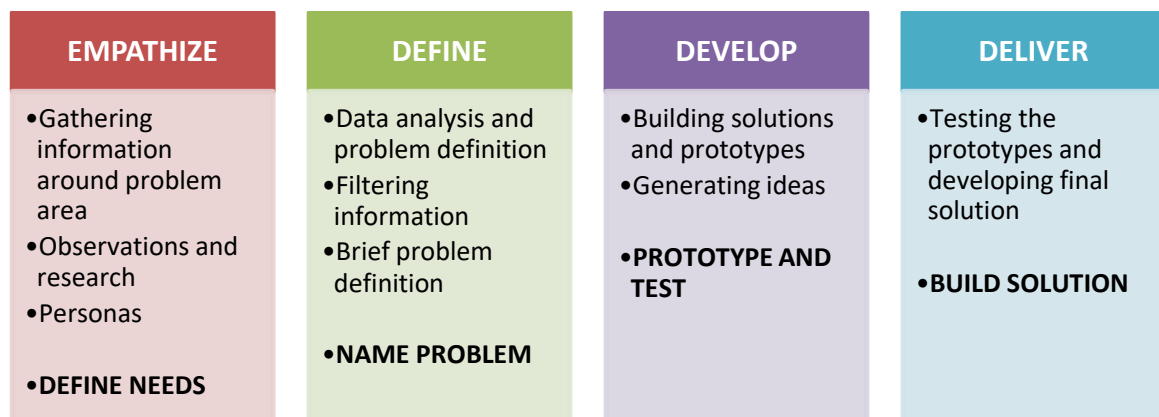 EMPATHIZE
•Gathering
information
around problem
area
•Observations and
research
•Personas
•DEFINE NEEDS
DEFINE
•Data analysis and
problem definition
•Filtering
information
•Brief problem
definition
•NAME PROBLEM
DEVELOP
•Building solutions
and prototypes
•Generating ideas
•PROTOTYPE AND
TEST
DELIVER
•Testing the
prototypes and
developing final
solution
•BUILD SOLUTION